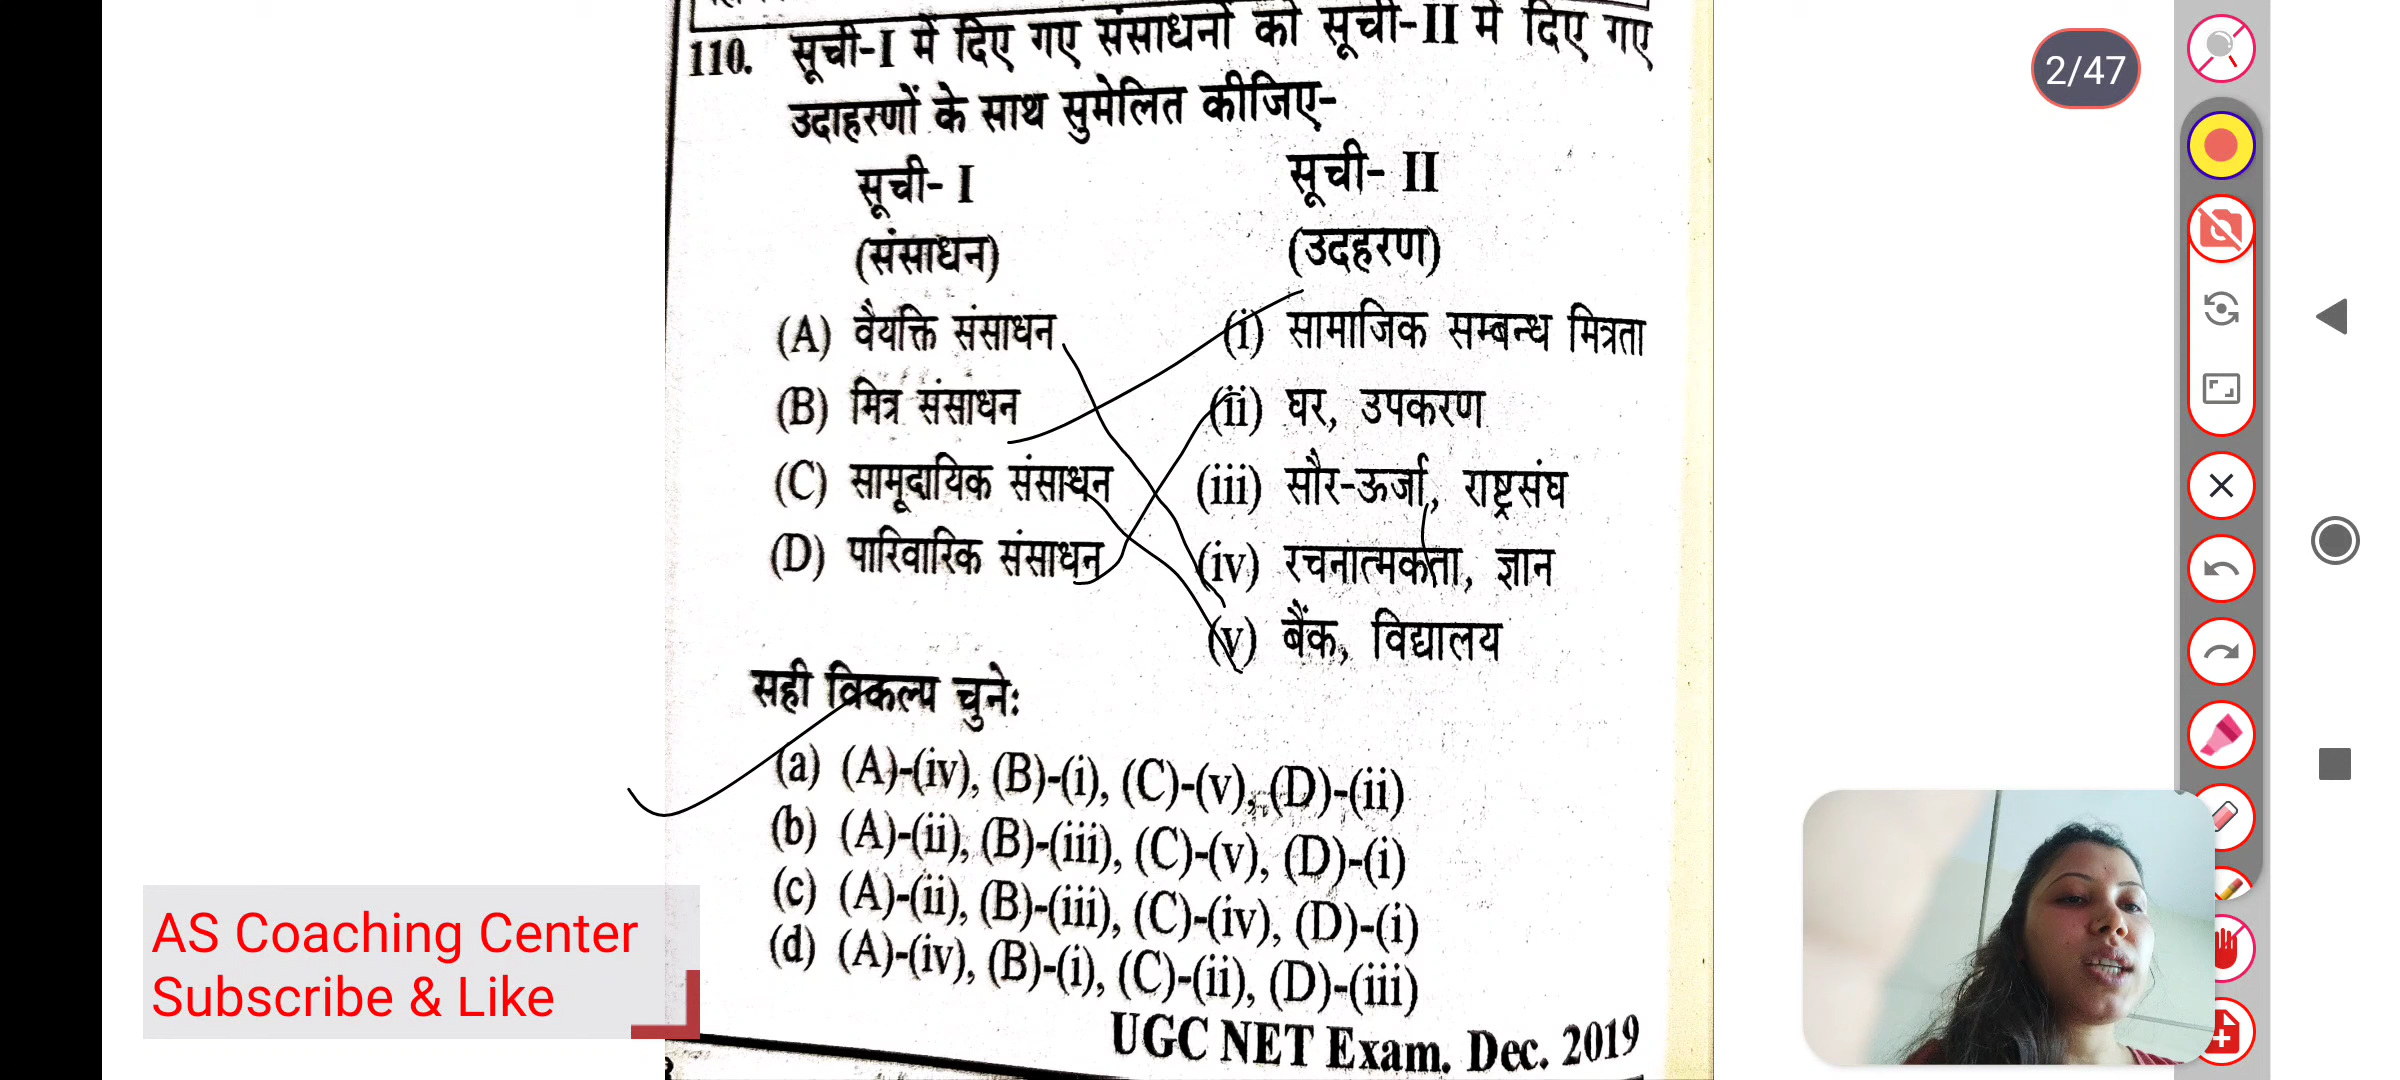 110. सूची-I में दिए गए संसाधनों को सूची-II में दिए गए
उदाहरणों के साथ सुमेलित कीजिए-
सूची- I
सूची- II
(संसाधन)
(उदहरण)
(A) वैयक्ति संसाधन
(i) सामाजिक सम्बन्ध मित्रता
(B) मित्र संसाधन
(ii) घर, उपकरण
(C) सामूदायिक संसाधन
(iii) सौर-ऊर्जा, राष्ट्रसंघ
(D) पारिवारिक संसाधन
(iv) रचनात्मकता, ज्ञान
(v) बैंक, विद्यालय
सही विकल्प चुने:
(a) (A)-(iv), (B)-(i), (C)-(v), (D)-(ii)
(b) (A)-(ii), (B)-(iii), (C)-(v), (D)-(i)
(c) (A)-(ii), (B)-(iii), (C)-(iv), (D)-(i)
(d) (A)-(iv), (B)-(i), (C)-(ii), (D)-(iii)
UGC NET Exam. Dec. 2019
2/47
AS Coaching Center
Subscribe & Like